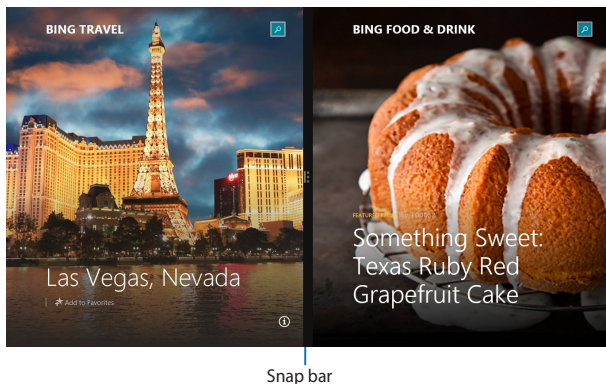 BING TRAVEL
Las Vegas, Nevada
Add to Favorites
BING FOOD & DRINK
Something Sweet:
Texas Ruby Red
Grapefruit Cake
Snap bar